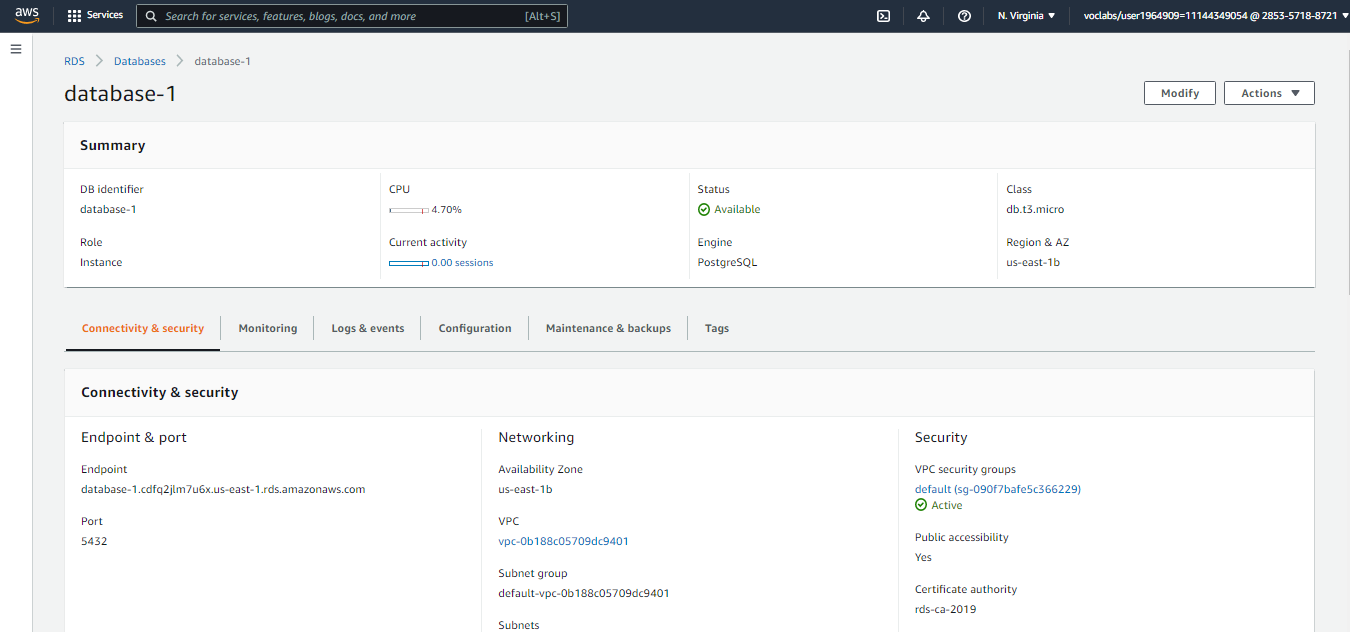 aws Services Search for services, features, blogs, docs, and more [Alt+S] N. Virginia voclabs/user1964909=11144349054 @ 2853-5718-8721
RDS Databases database-1
database-1 Modify Actions
Summary
DB identifier CPU Status Class
database-1 4.70% Available db.t3.micro
Role Current activity Engine Region & AZ
Instance 0.00 sessions PostgreSQL us-east-1b
Connectivity & security Monitoring Logs & events Configuration Maintenance & backups Tags
Connectivity & security
Endpoint & port Networking Security
Endpoint Availability Zone VPC security groups
database-1.cdfq2jlm7u6x.us-east-1.rds.amazonaws.com us-east-1b default (sg-090f7bafe5c366229)
Active
Port VPC
Public accessibility
5432 vpc-0b188c05709dc9401
Yes
Subnet group
Certificate authority
default-vpc-0b188c05709dc9401
rds-ca-2019
Subnets